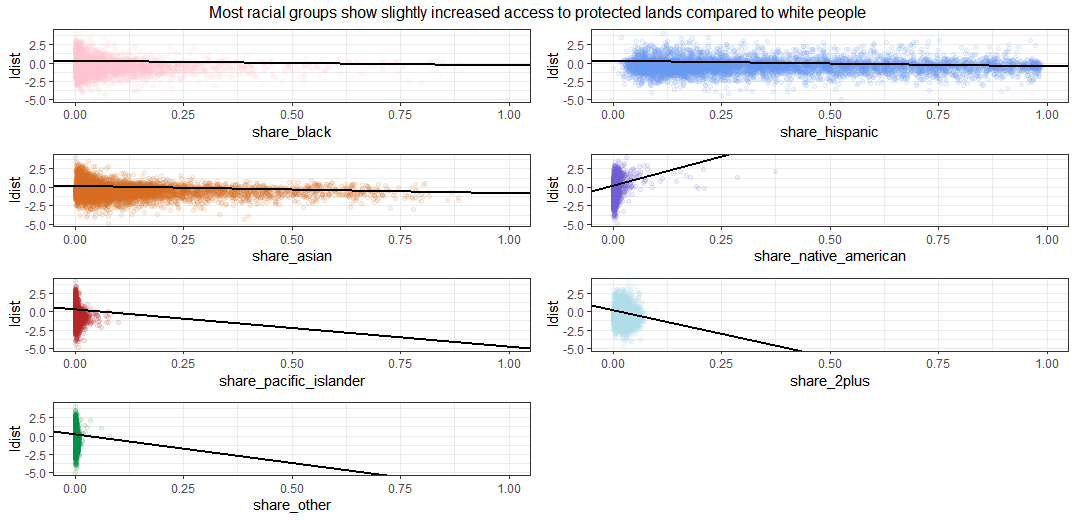 Most racial groups show slightly increased access to protected lands compared to white people
ldist
2.5
0.0
-2.5
-5.0
0.00 0.25 0.50 0.75 1.00
share_black
ldist
2.5
0.0
-2.5
-5.0
0.00 0.25 0.50 0.75 1.00
share_hispanic
ldist
2.5
0.0
-2.5
-5.0
0.00 0.25 0.50 0.75 1.00
share_asian
ldist
2.5
0.0
-2.5
-5.0
0.00 0.25 0.50 0.75 1.00
share_native_american
ldist
2.5
0.0
-2.5
-5.0
0.00 0.25 0.50 0.75 1.00
share_pacific_islander
ldist
2.5
0.0
-2.5
-5.0
0.00 0.25 0.50 0.75 1.00
share_2plus
ldist
2.5
0.0
-2.5
-5.0
0.00 0.25 0.50 0.75 1.00
share_other